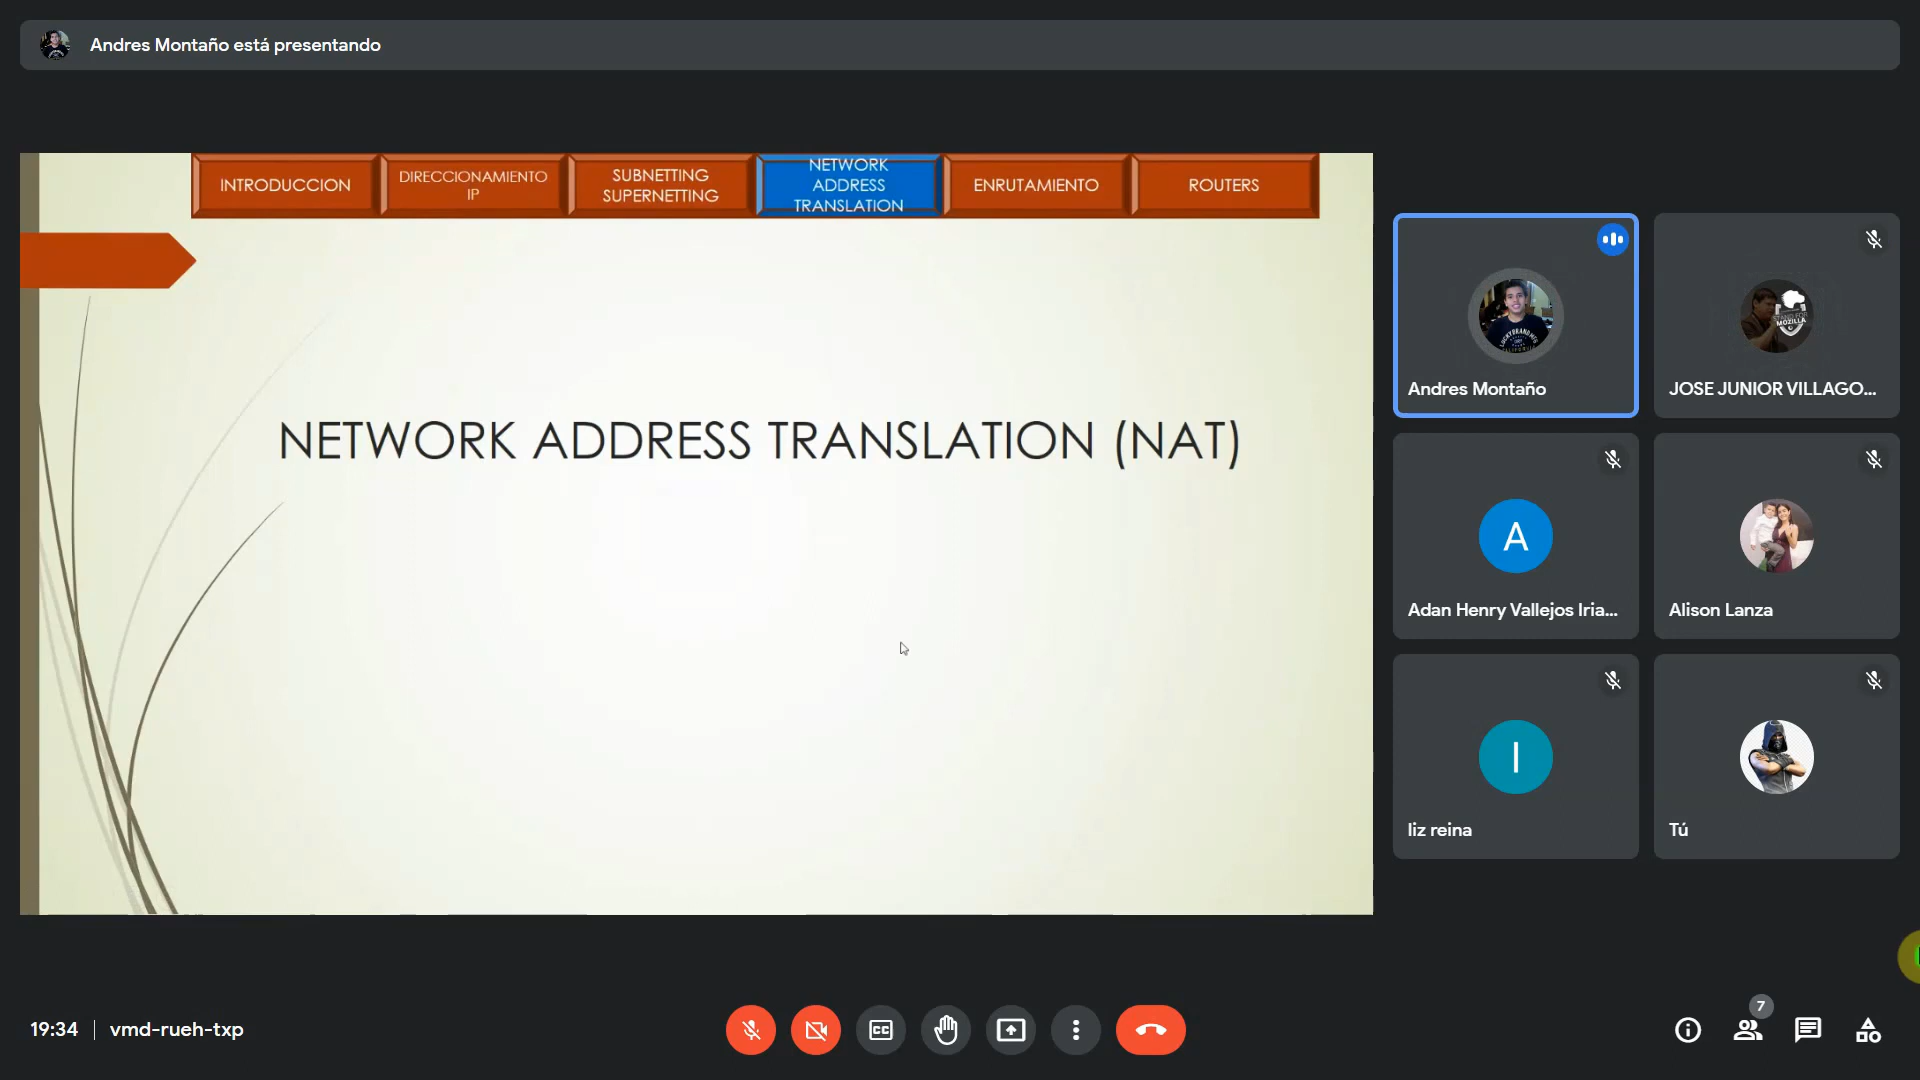 Andres Montaño está presentando
INTRODUCCION
DIRECCIONAMIENTO
IP
SUBNETTING
SUPERNETTING
NETWORK
ADDRESS
TRANSLATION
ENRUTAMIENTO
ROUTERS
NETWORK ADDRESS TRANSLATION (NAT)
Andres Montaño
JOSE JUNIOR VILLAGO...
A
Adan Henry Vallejos Iria...
Alison Lanza
l
liz reina
Tú
19:34
vmd-rueh-txp
CC
7